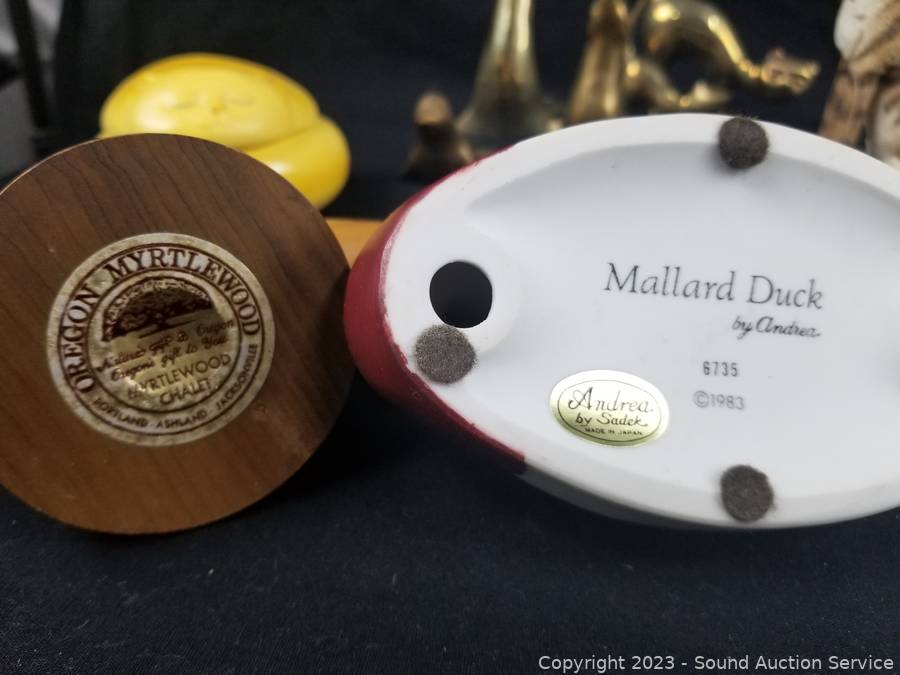 OREGON MYRTLEWOOD
Nature's gift to Oregon
Oregon's gift to You
MYRTLEWOOD
CHALET
PORTLAND · ASHLAND · JACKSONVILLE
Mallard Duck
by Andrea
6735
©1983
Andrea
by Sadek
MADE IN JAPAN
Copyright © 2023 - Sound Auction Service